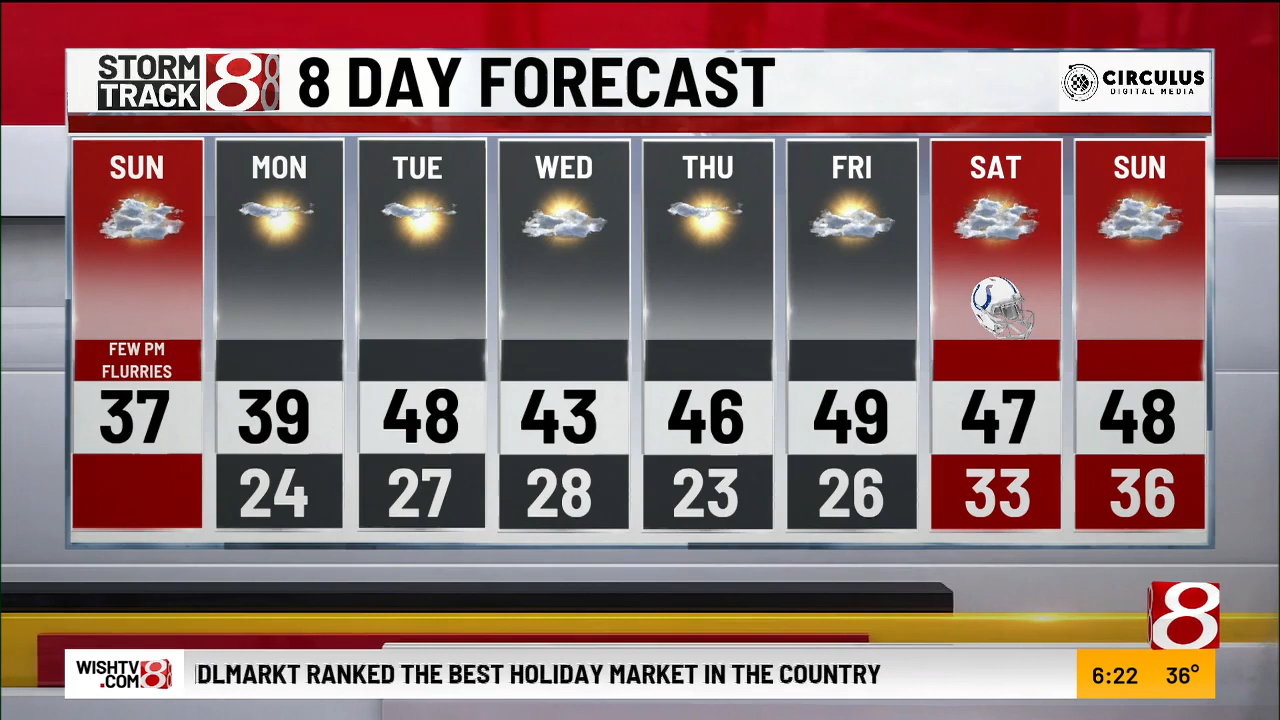 STORM
TRACK 8
8 DAY FORECAST
CIRCULUS
DIGITAL MEDIA
SUN MON TUE WED THU FRI SAT SUN
FEW PM
FLURRIES
37 39 48 43 46 49 47 48
24 27 28 23 26 33 36
8
WISHTV
.COM 8
DLMARKT RANKED THE BEST HOLIDAY MARKET IN THE COUNTRY
6:22 36°